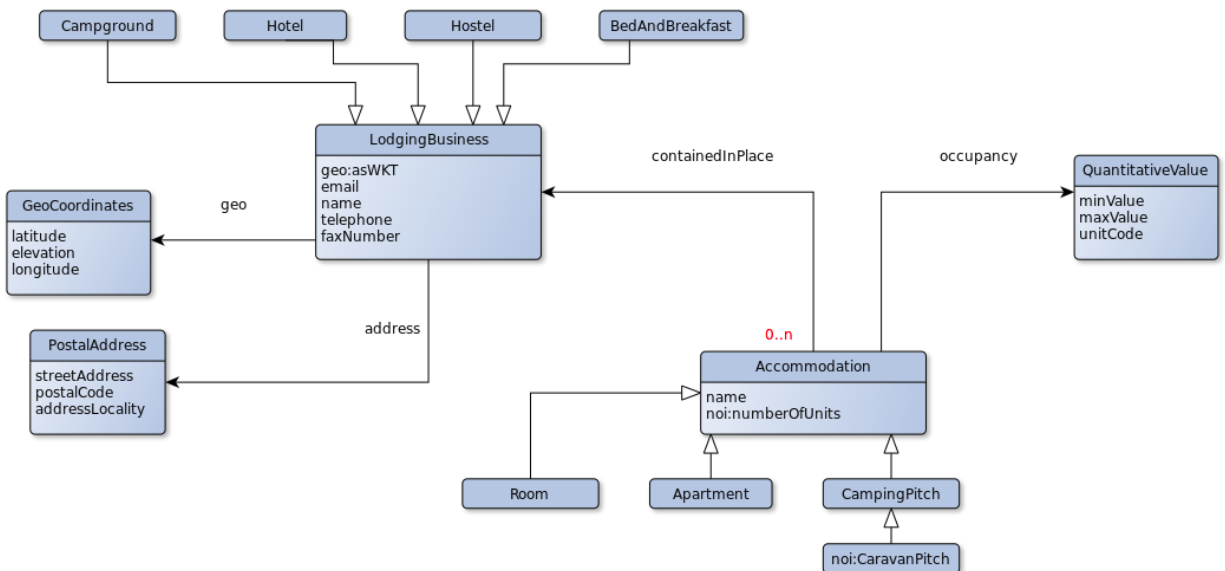 Campground
Hotel
Hostel
BedAndBreakfast
LodgingBusiness
geo:asWKT
email
name
telephone
faxNumber
containedInPlace
occupancy
QuantitativeValue
minValue
maxValue
unitCode
GeoCoordinates
latitude
elevation
longitude
geo
address
PostalAddress
streetAddress
postalCode
addressLocality
0..n
Accommodation
name
noi:numberOfUnits
Room
Apartment
CampingPitch
noi:CaravanPitch